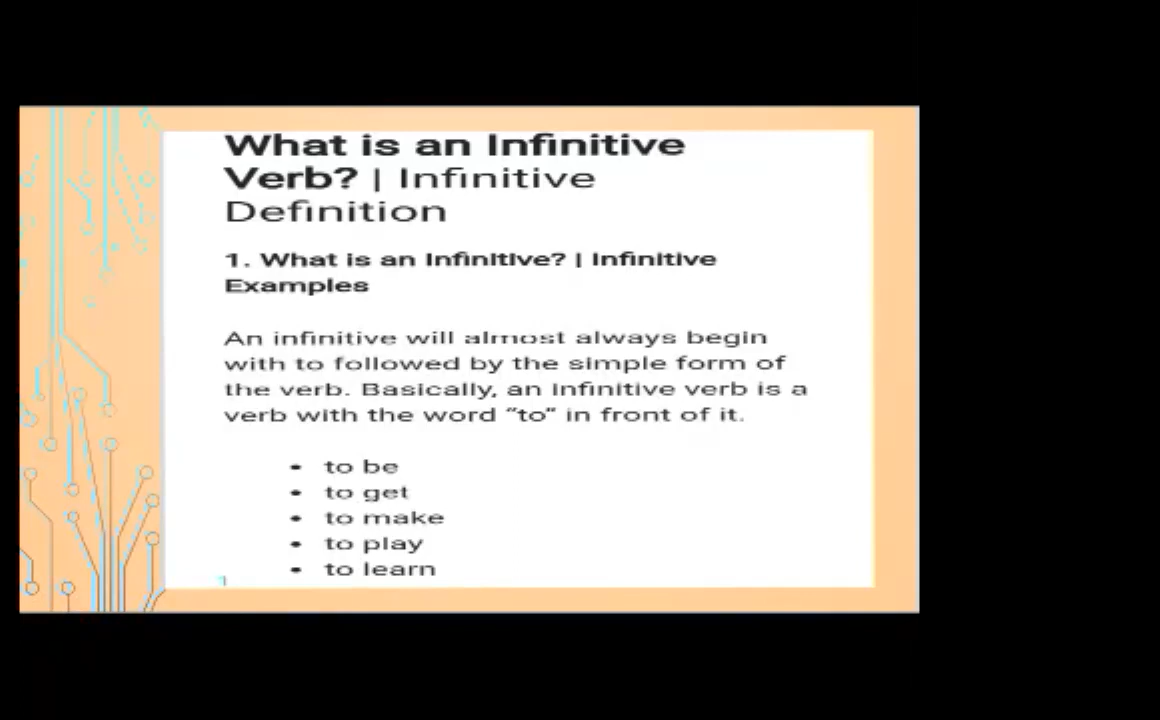 What is an Infinitive
Verb? | Infinitive
Definition
1. What is an Infinitive? | Infinitive
Examples
An infinitive will almost always begin
with to followed by the simple form of
the verb. Basically, an infinitive verb is a
verb with the word “to” in front of it.
• to be
• to get
• to make
• to play
• to learn
1